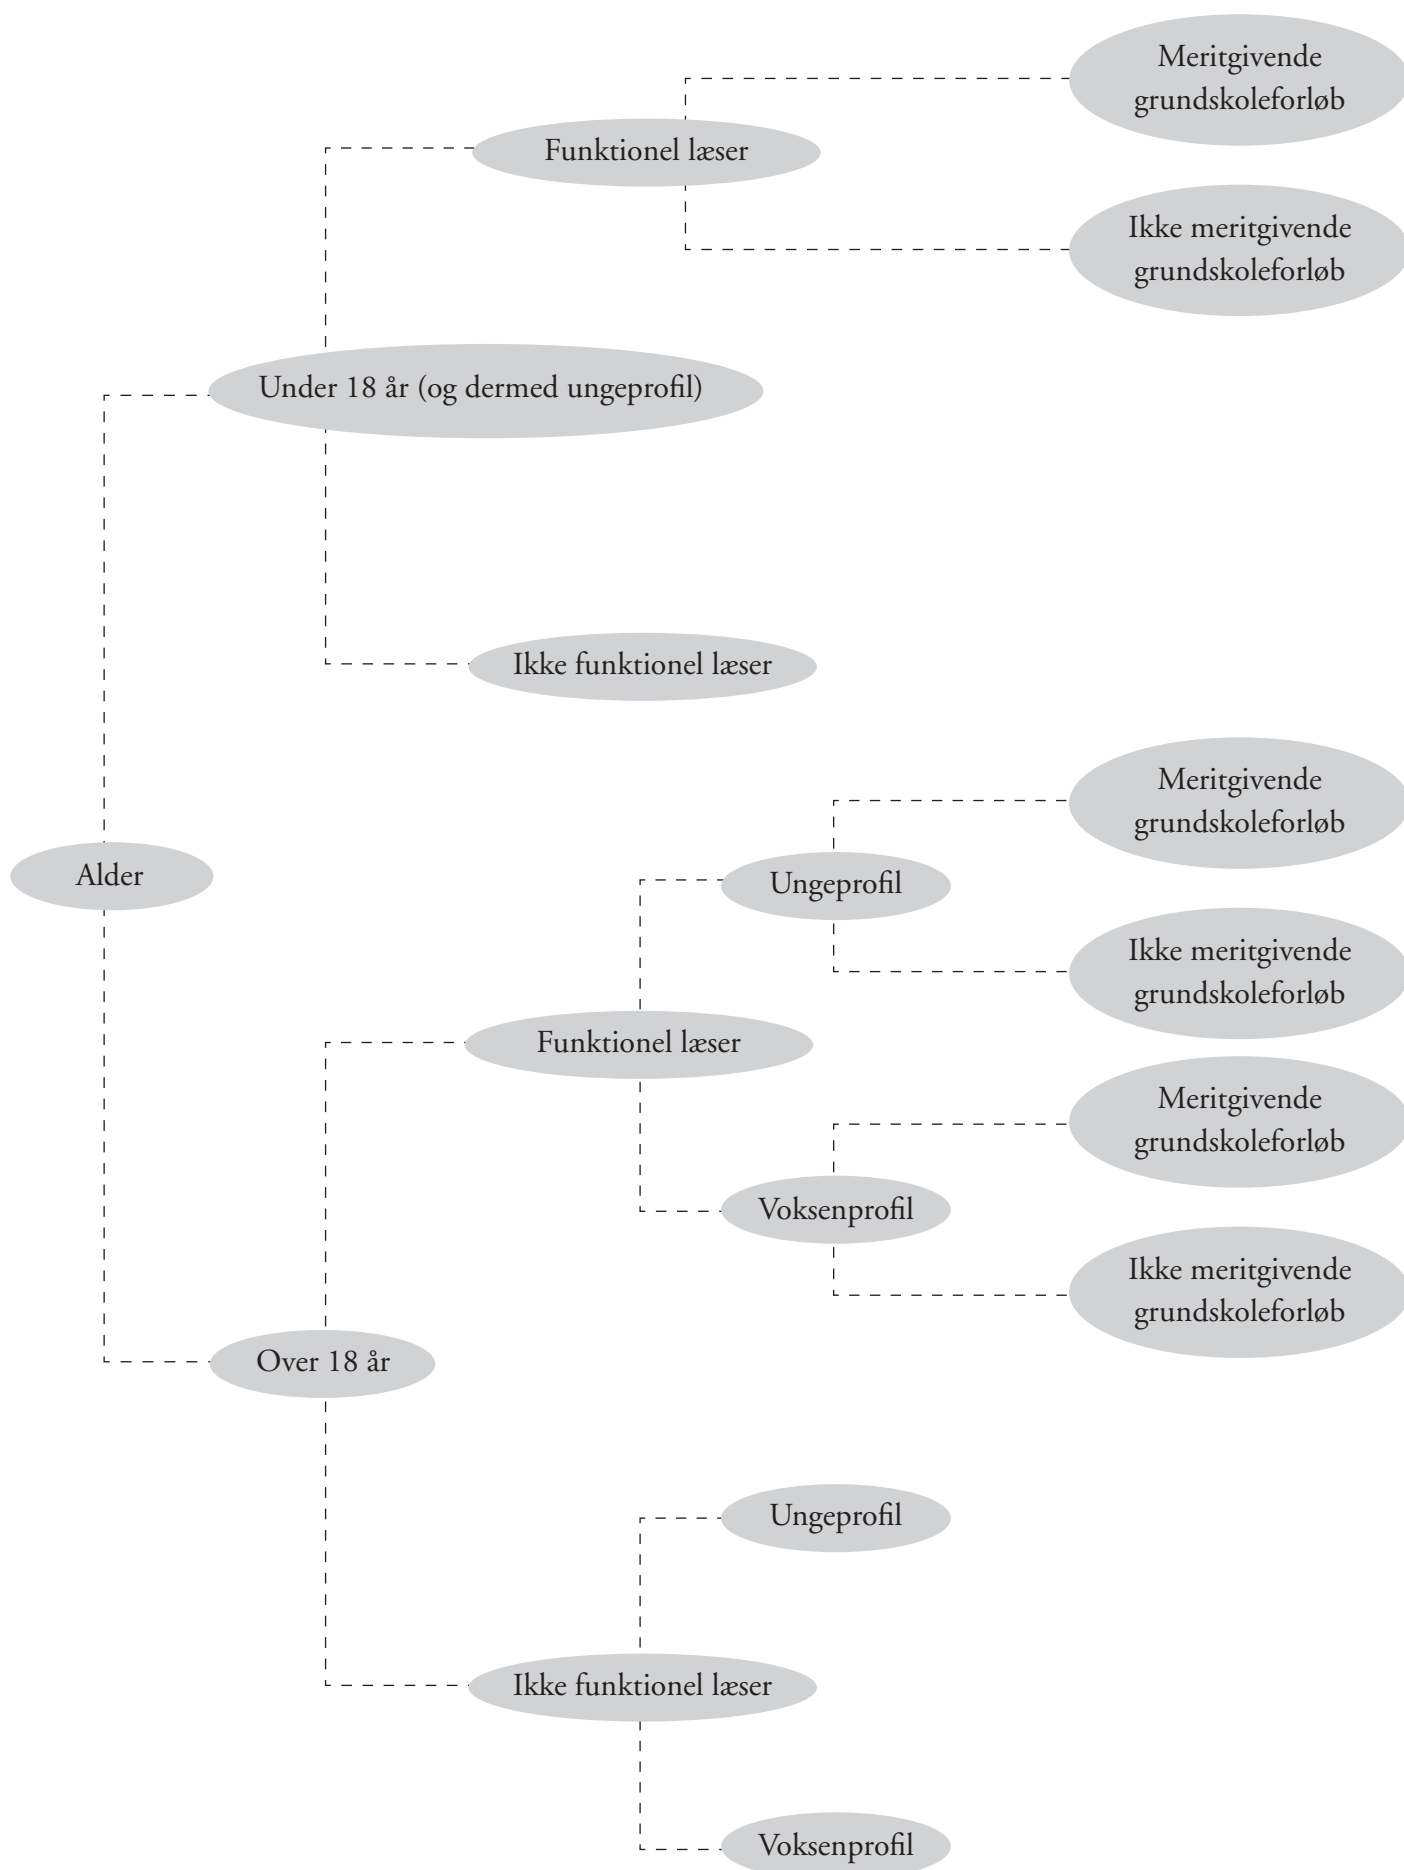 Meritgivende
grundskoleforløb
Funktionel læser
Ikke meritgivende
grundskoleforløb
Under 18 år (og dermed ungeprofil)
Ikke funktionel læser
Meritgivende
grundskoleforløb
Alder
Ungeprofil
Ikke meritgivende
grundskoleforløb
Funktionel læser
Meritgivende
grundskoleforløb
Voksenprofil
Ikke meritgivende
grundskoleforløb
Over 18 år
Ungeprofil
Ikke funktionel læser
Voksenprofil